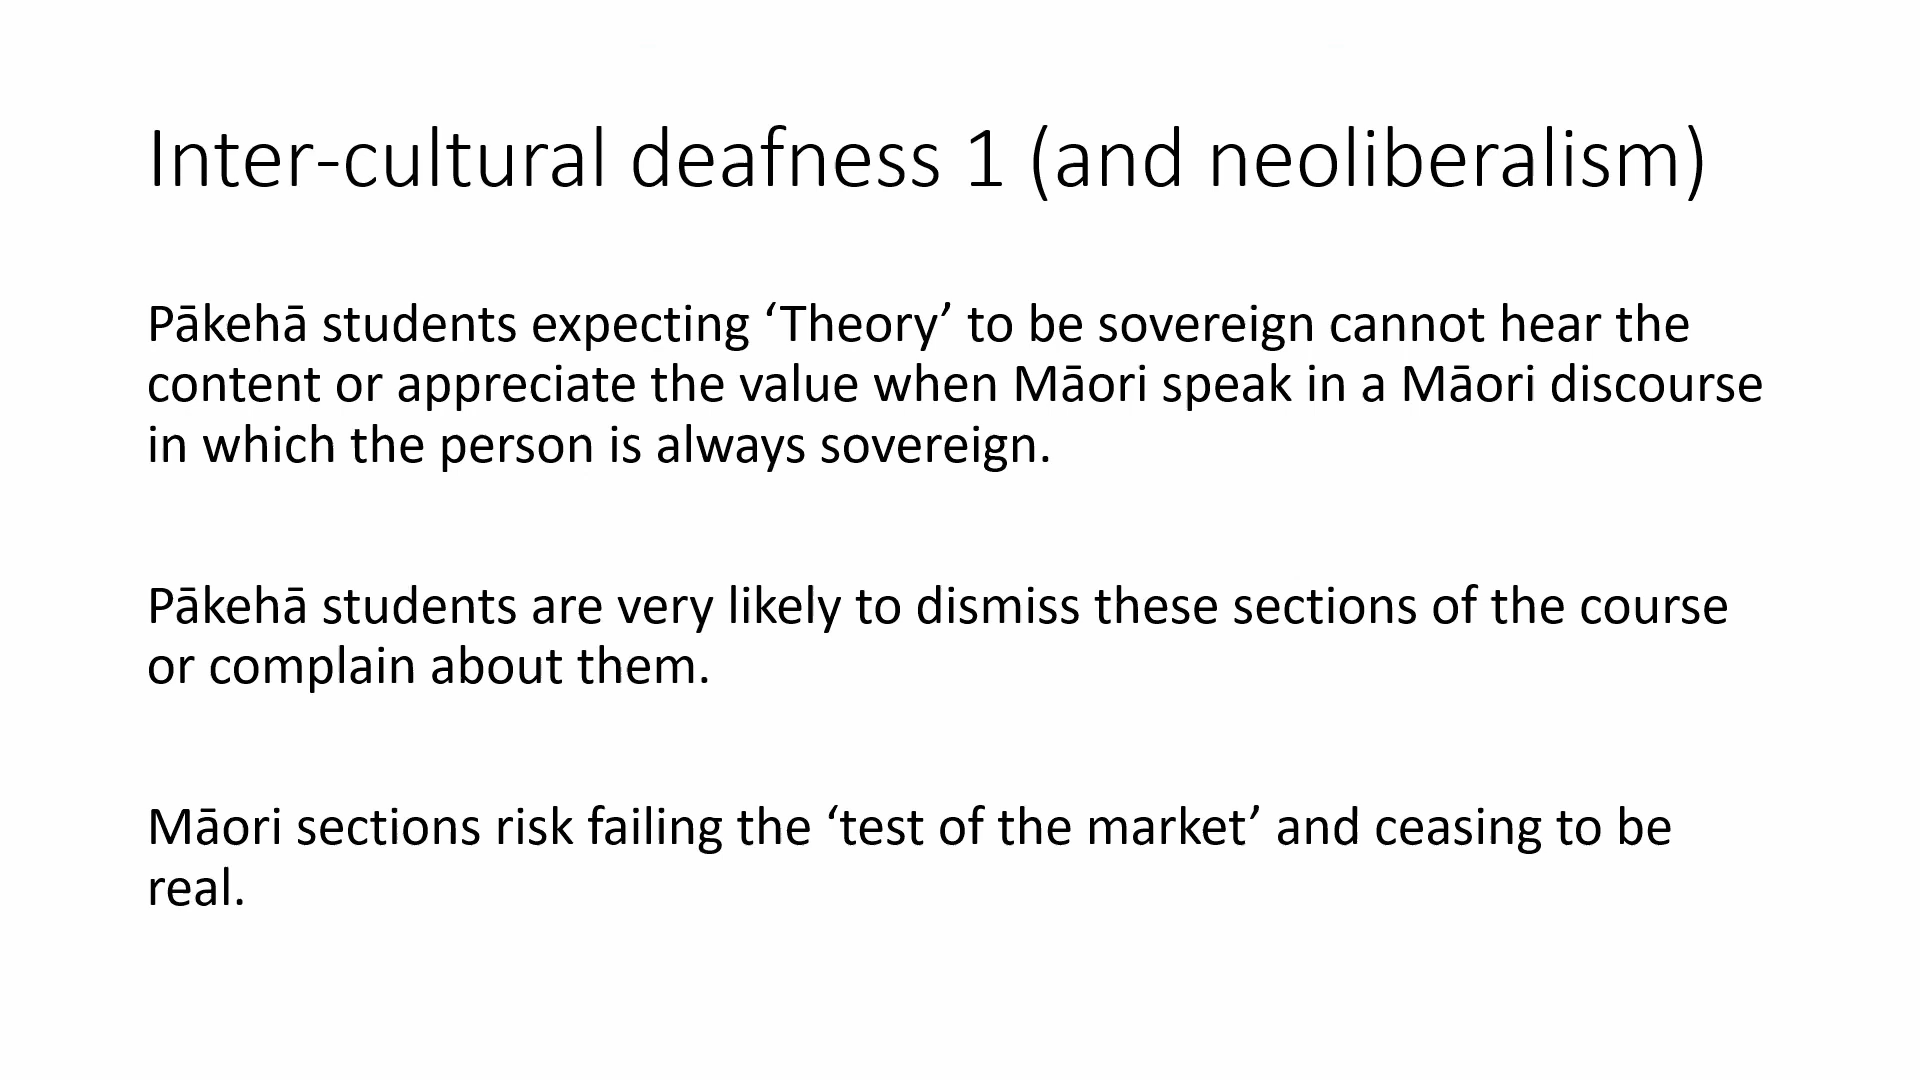 Inter-cultural deafness 1 (and neoliberalism)
Pākehā students expecting ‘Theory’ to be sovereign cannot hear the
content or appreciate the value when Māori speak in a Māori discourse
in which the person is always sovereign.
Pākehā students are very likely to dismiss these sections of the course
or complain about them.
Māori sections risk failing the ‘test of the market’ and ceasing to be
real.